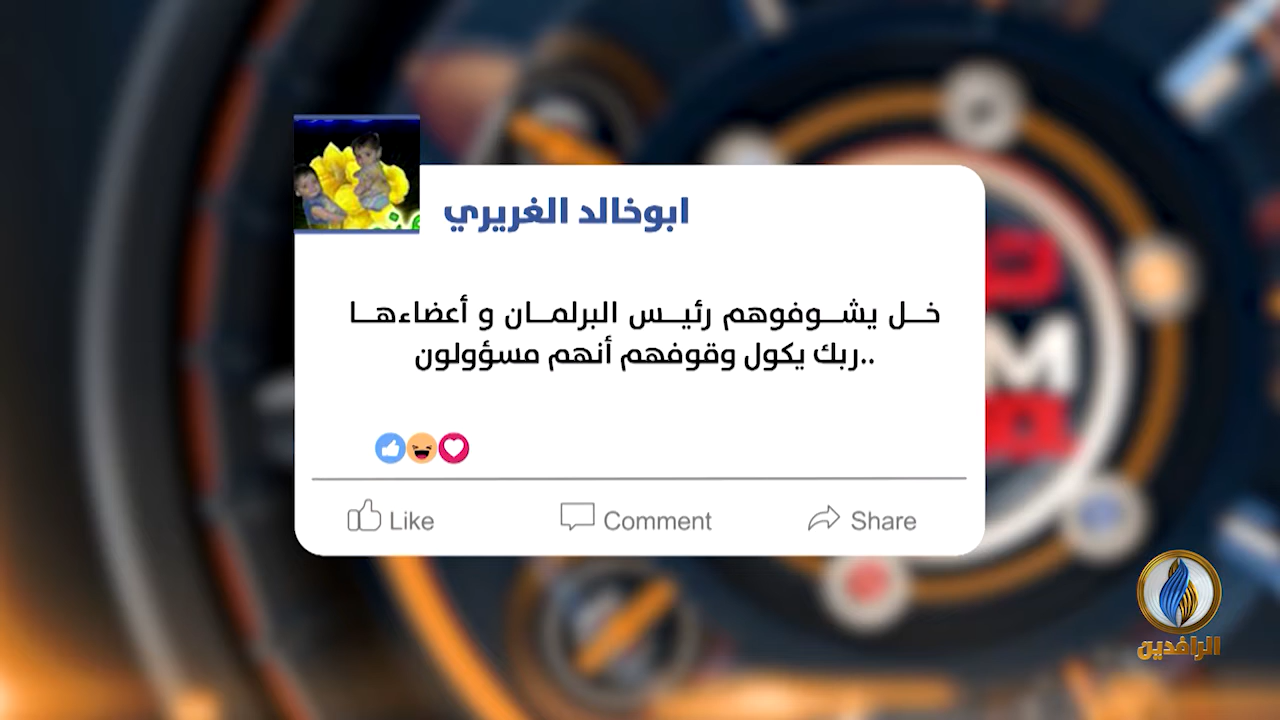 ابوخالد الغريري
خـل يشـوفوهم رئيـس البرلمـان و أعضاءهـا
..ربك يكول وقوفهم أنهم مسؤولون
Like
Comment
Share
M
الرافدين